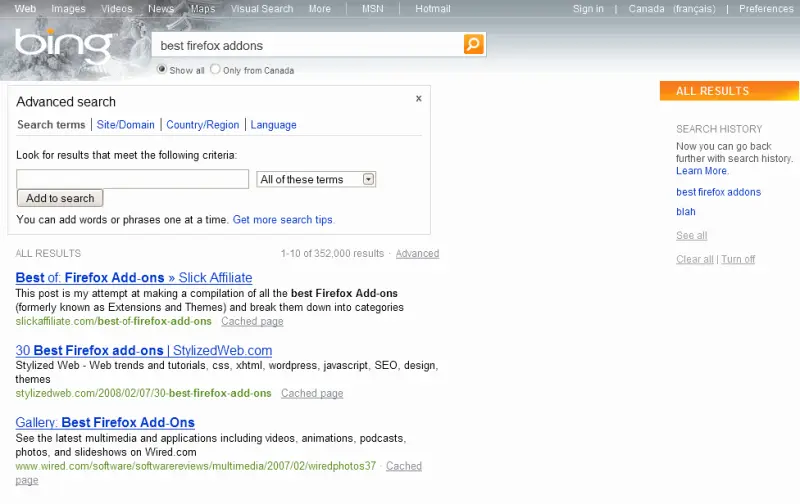 Web Images Videos News Maps Visual Search More | MSN | Hotmail Sign in | Canada (français) | Preferences
bing™
best firefox addons
Show all Only from Canada
Advanced search x
Search terms | Site/Domain | Country/Region | Language
Look for results that meet the following criteria:
All of these terms
Add to search
You can add words or phrases one at a time. Get more search tips.
ALL RESULTS 1-10 of 352,000 results · Advanced
Best of: Firefox Add-ons » Slick Affiliate
This post is my attempt at making a compilation of all the best Firefox Add-ons
(formerly known as Extensions and Themes) and break them down into categories
slickaffiliate.com/best-of-firefox-add-ons Cached page
30 Best Firefox add-ons | StylizedWeb.com
Stylized Web - Web trends and tutorials, css, xhtml, wordpress, javascript, SEO, design,
themes
stylizedweb.com/2008/02/07/30-best-firefox-add-ons Cached page
Gallery: Best Firefox Add-Ons
See the latest multimedia and applications including videos, animations, podcasts,
photos, and slideshows on Wired.com
www.wired.com/software/softwarereviews/multimedia/2007/02/wiredphotos37 · Cached
page
ALL RESULTS
SEARCH HISTORY
Now you can go back
further with search history.
Learn More.
best firefox addons
blah
See all
Clear all | Turn off